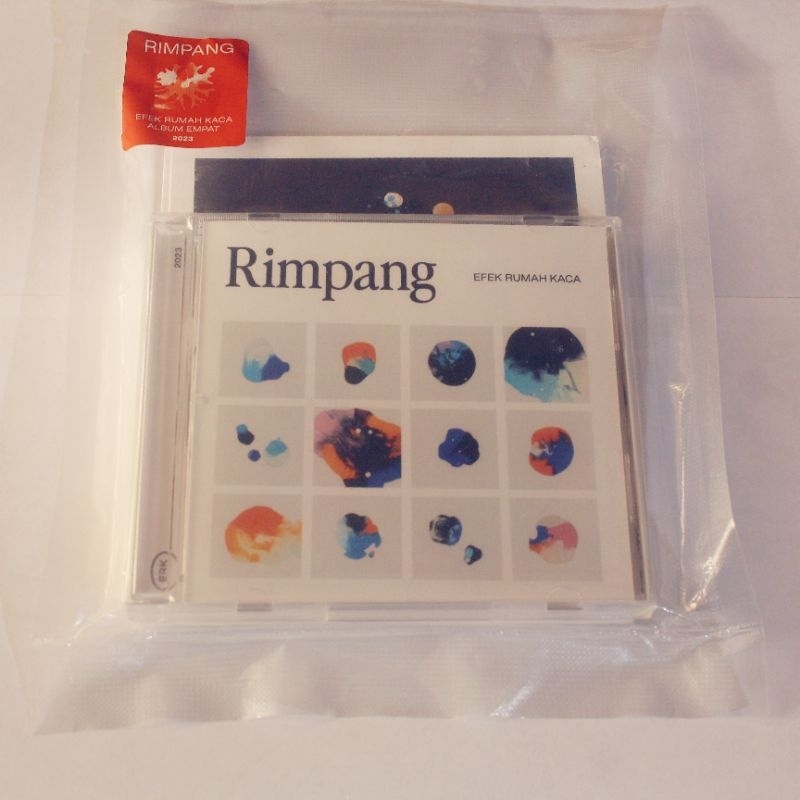 RIMPANG
EFEK RUMAH KACA
ALBUM EMPAT
2023
2023
Rimpang
EFEK RUMAH KACA
ERK